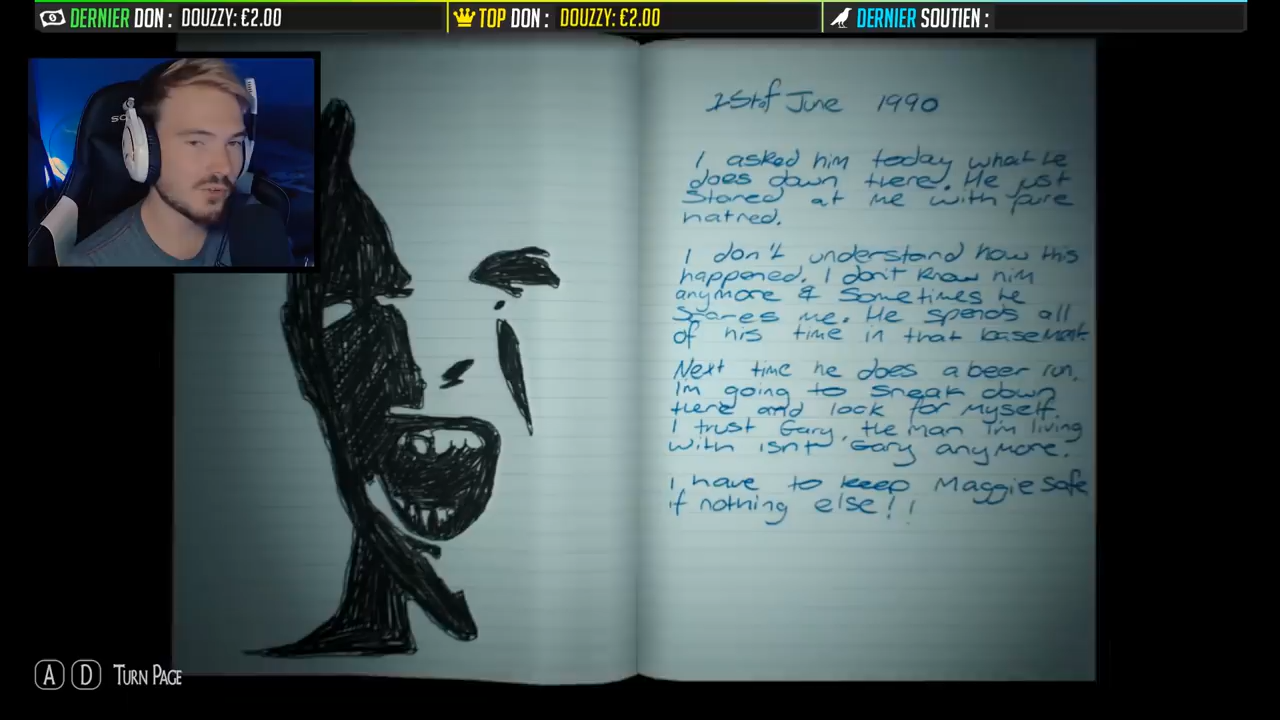 DERNIER DON : DOUZZY: €2.00
TOP DON : DOUZZY: €2.00
DERNIER SOUTIEN :
1st of June 1990
I asked him today what he
does down there. He just
stared at me with pure
hatred.
I don't understand how this
happened. I don't know him
anymore & sometimes he
scares me. He spends all
of his time in that basement.
Next time he does a beer run,
I'm going to sneak down
there and look for myself.
I trust Gary, the man I'm living
with isn't Gary anymore.
I have to keep Maggie safe
if nothing else!!
A D TURN PAGE